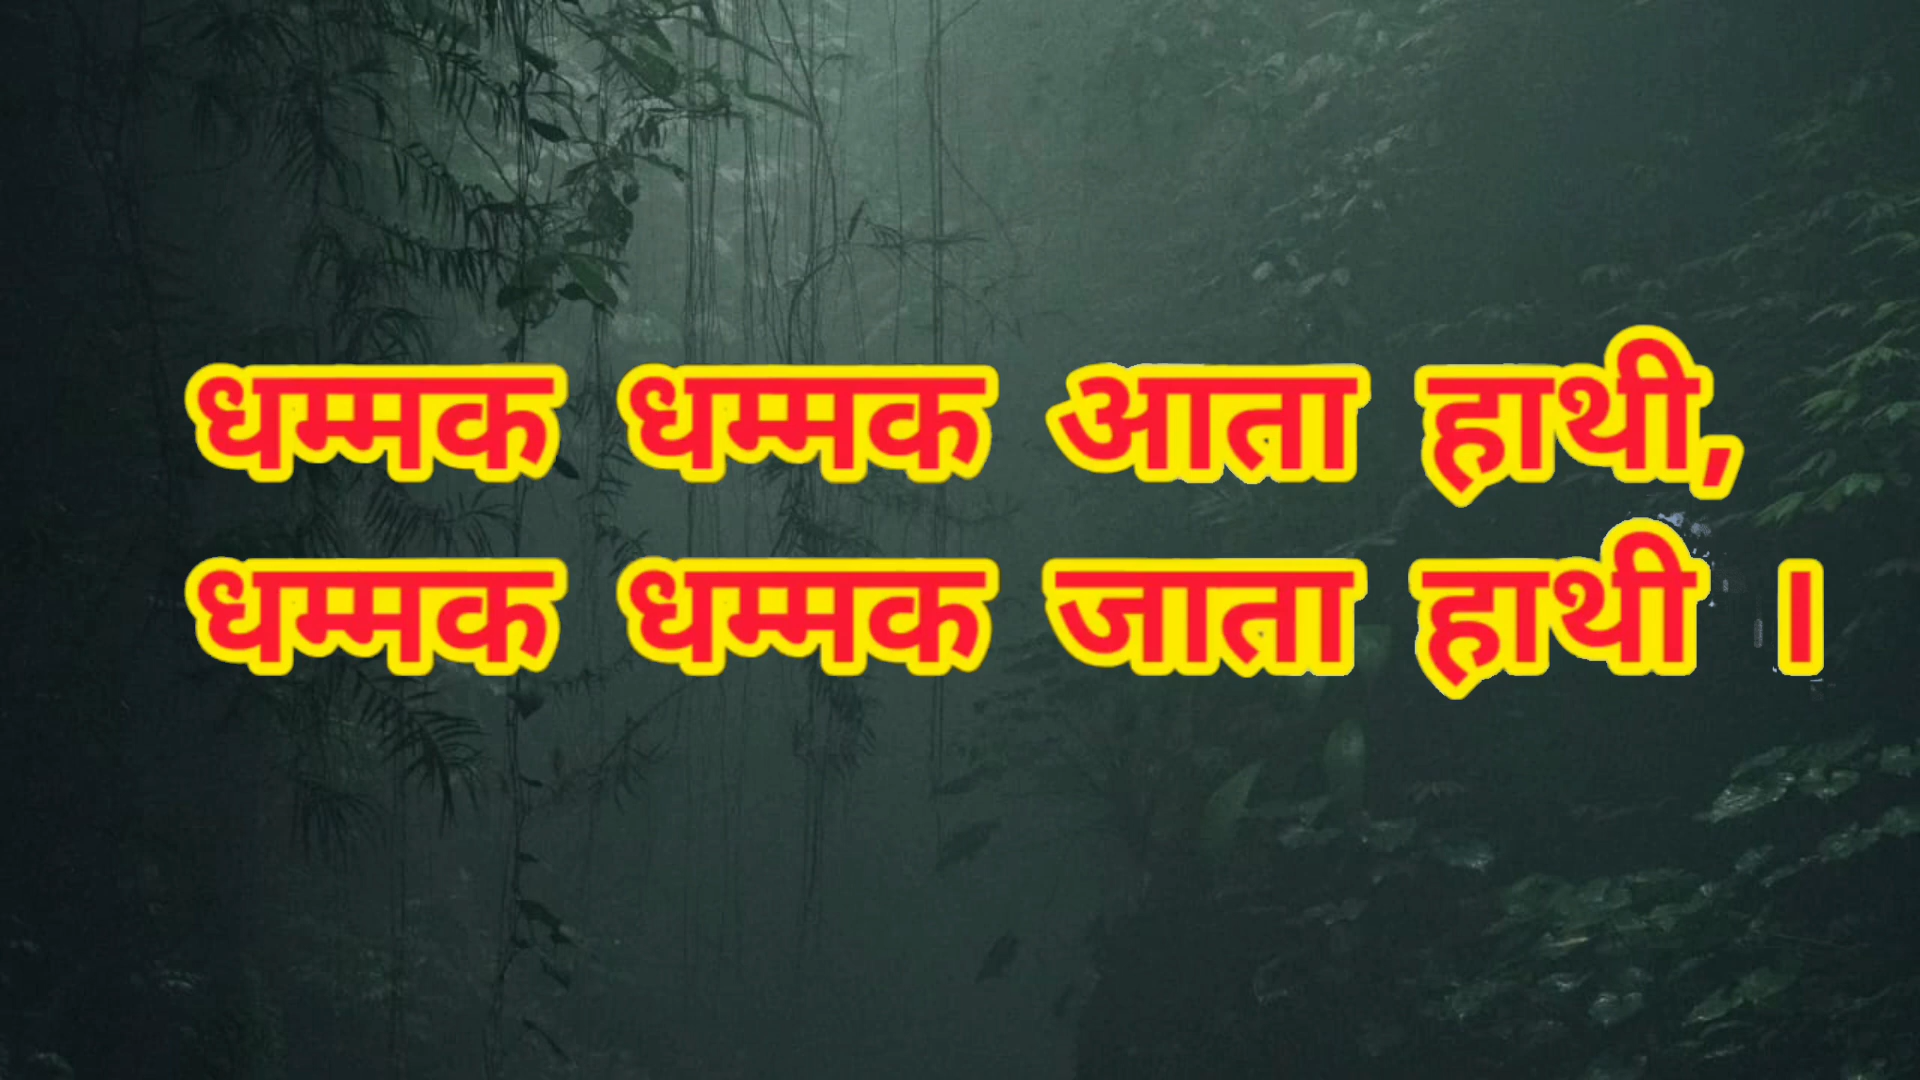 धम्मक धम्मक आता हाथी,
धम्मक धम्मक जाता हाथी ।